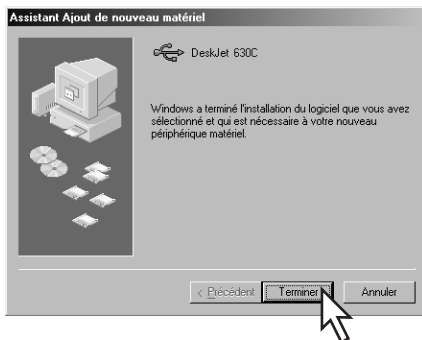 Assistant Ajout de nouveau matériel
DeskJet 630C
Windows a terminé l'installation du logiciel que vous avez
sélectionné et qui est nécessaire à votre nouveau
périphérique matériel.
< Précédent Terminer Annuler